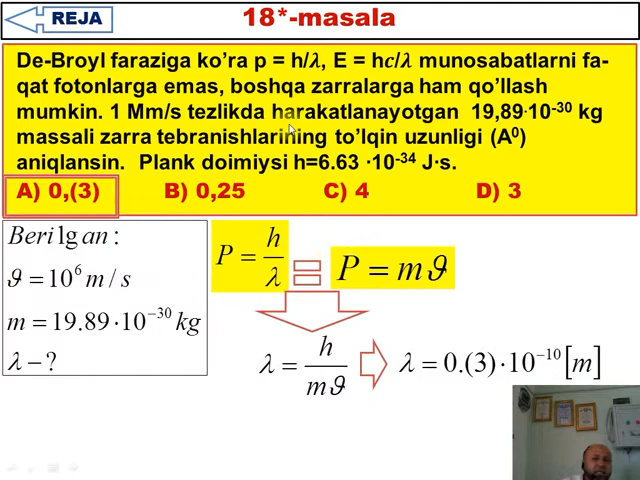 REJA
18*-masala
De-Broyl faraziga ko’ra p = h/λ, E = hc/λ munosabatlarni fa-
qat fotonlarga emas, boshqa zarralarga ham qo’llash
mumkin. 1 Mm/s tezlikda harakatlanayotgan 19,89·10⁻³⁰ kg
massali zarra tebranishlarining to’lqin uzunligi (A⁰)
aniqlansin. Plank doimiysi h=6.63 ·10⁻³⁴ J·s.
A) 0,(3) B) 0,25 C) 4 D) 3
Berilgan :
ϑ = 10⁶ m / s
m = 19.89 · 10⁻³⁰ kg
λ – ?
P = h/λ = P = mϑ
λ = h/mϑ λ = 0.(3) · 10⁻¹⁰ [m]